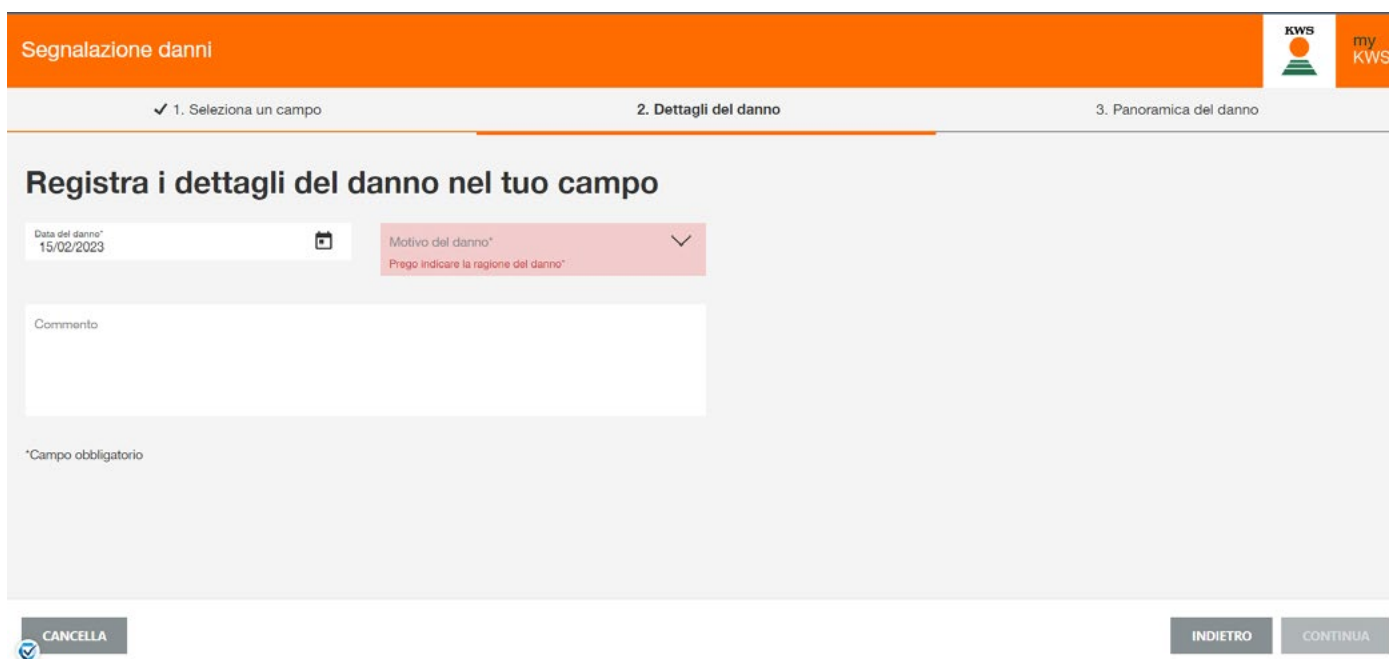 Segnalazione danni
KWS
my
KWS
✓ 1. Seleziona un campo
2. Dettagli del danno
3. Panoramica del danno
Registra i dettagli del danno nel tuo campo
Data del danno*
15/02/2023
Motivo del danno*
Prego indicare la ragione del danno*
Commento
*Campo obbligatorio
CANCELLA
INDIETRO
CONTINUA